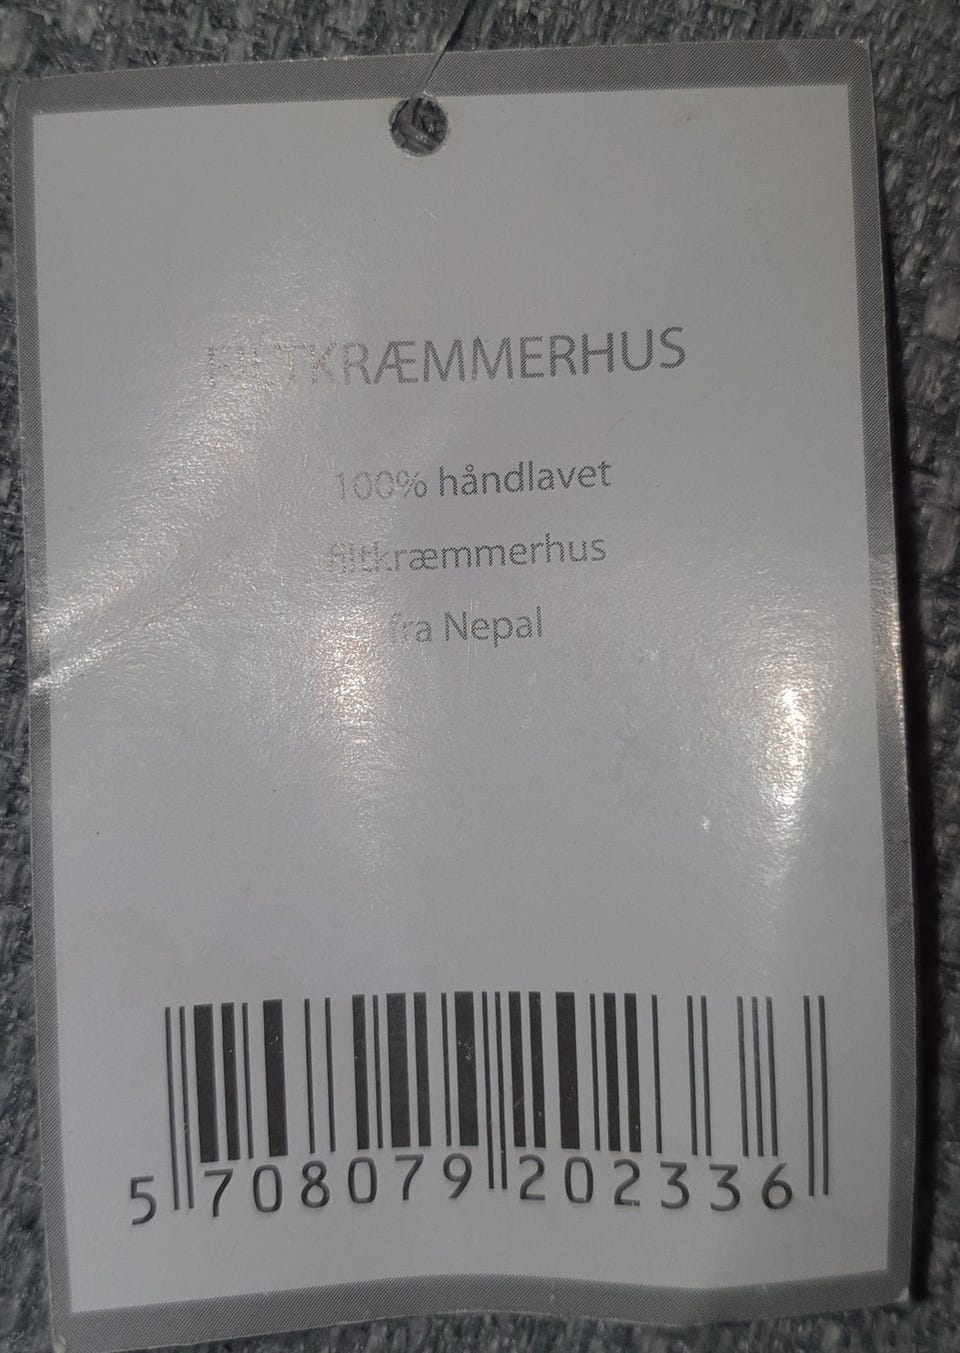 FILTKRÆMMERHUS
100% håndlavet
filtkræmmerhus
fra Nepal
5 708079 202336